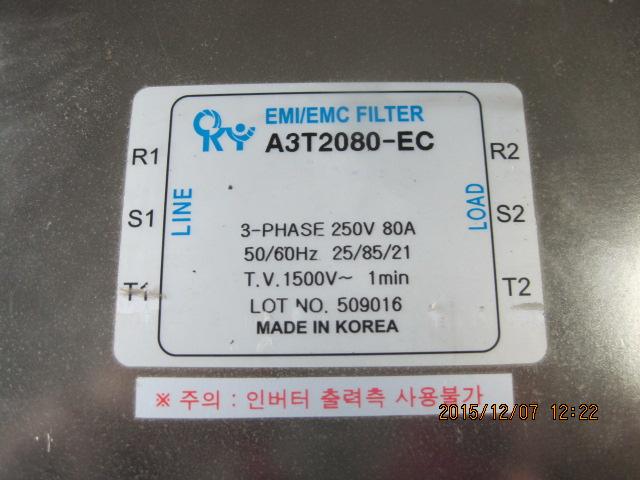 EMI/EMC FILTER
A3T2080-EC
R1
R2
LINE
LOAD
S1
S2
3-PHASE 250V 80A
50/60Hz 25/85/21
T.V.1500V~ 1min
T1
T2
LOT NO. 509016
MADE IN KOREA
※ 주의 : 인버터 출력측 사용불가
2015/12/07 12:22